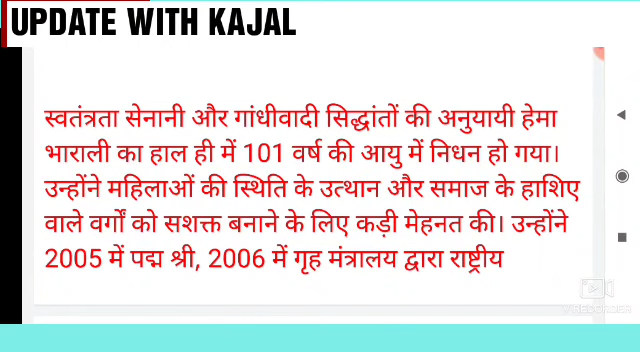 UPDATE WITH KAJAL
स्वतंत्रता सेनानी और गांधीवादी सिद्धांतों की अनुयायी हेमा
भाराली का हाल ही में 101 वर्ष की आयु में निधन हो गया।
उन्होंने महिलाओं की स्थिति के उत्थान और समाज के हाशिए
वाले वर्गों को सशक्त बनाने के लिए कड़ी मेहनत की। उन्होंने
2005 में पद्म श्री, 2006 में गृह मंत्रालय द्वारा राष्ट्रीय